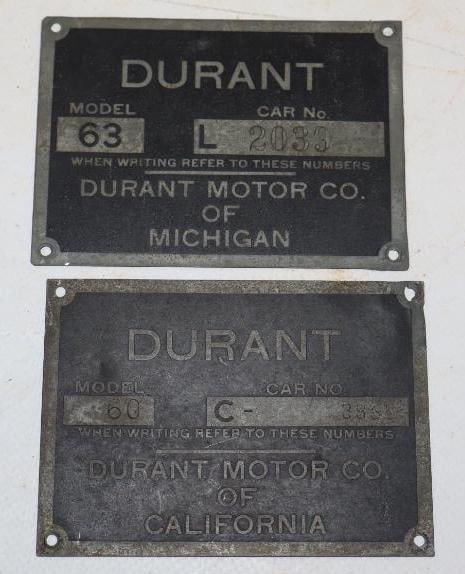 DURANT
MODEL CAR No.
63 L 2033
WHEN WRITING REFER TO THESE NUMBERS
DURANT MOTOR CO.
OF
MICHIGAN
DURANT
MODEL CAR NO.
60 C -
WHEN WRITING REFER TO THESE NUMBERS
DURANT MOTOR CO.
OF
CALIFORNIA